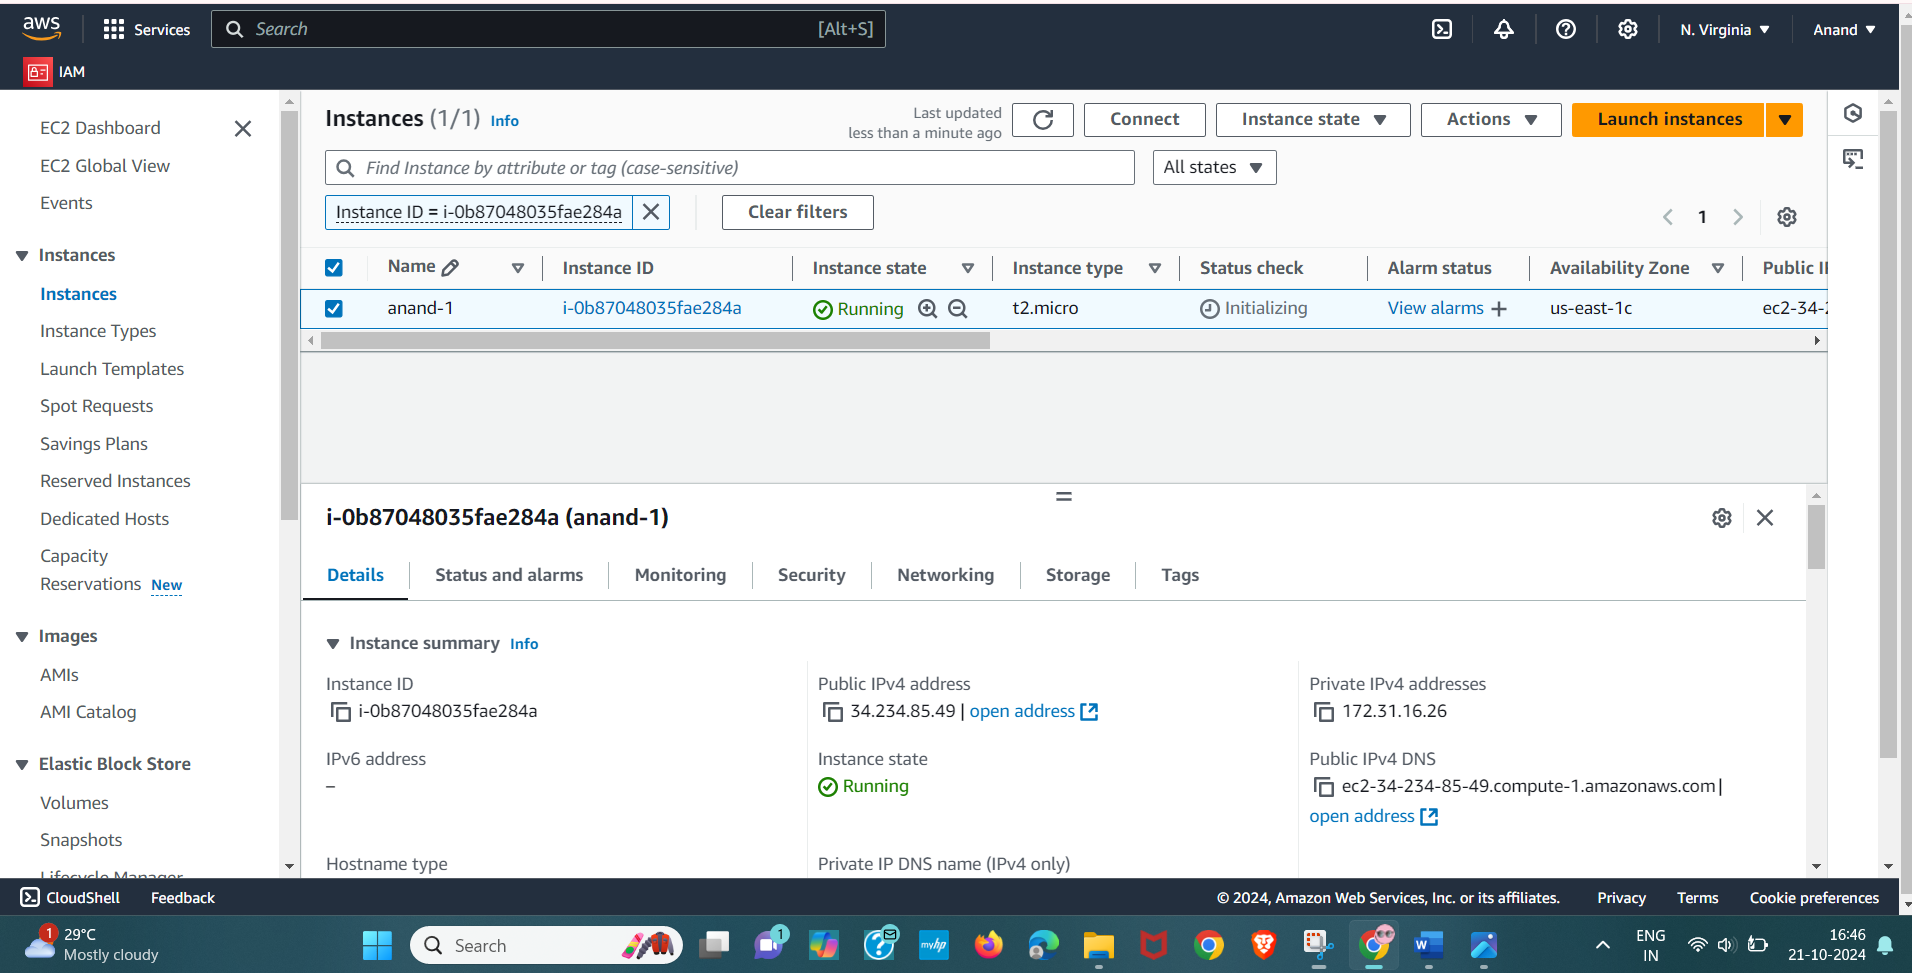 aws
Services
Search
[Alt+S]
N. Virginia
Anand
IAM
EC2 Dashboard
EC2 Global View
Events
Instances
Instances
Instance Types
Launch Templates
Spot Requests
Savings Plans
Reserved Instances
Dedicated Hosts
Capacity
Reservations New
Images
AMIs
AMI Catalog
Elastic Block Store
Volumes
Snapshots
Lifecycle Manager
Instances (1/1) Info
Last updated
less than a minute ago
Connect
Instance state
Actions
Launch instances
Find Instance by attribute or tag (case-sensitive)
All states
Instance ID = i-0b87048035fae284a
Clear filters
1
Name
Instance ID
Instance state
Instance type
Status check
Alarm status
Availability Zone
Public I
anand-1
i-0b87048035fae284a
Running
t2.micro
Initializing
View alarms
us-east-1c
ec2-34-2
i-0b87048035fae284a (anand-1)
Details
Status and alarms
Monitoring
Security
Networking
Storage
Tags
Instance summary Info
Instance ID
i-0b87048035fae284a
Public IPv4 address
34.234.85.49 | open address
Private IPv4 addresses
172.31.16.26
IPv6 address
–
Instance state
Running
Public IPv4 DNS
ec2-34-234-85-49.compute-1.amazonaws.com |
open address
Hostname type
Private IP DNS name (IPv4 only)
CloudShell
Feedback
© 2024, Amazon Web Services, Inc. or its affiliates.
Privacy
Terms
Cookie preferences
1
29°C
Mostly cloudy
Search
1
myhp
W
ENG
IN
16:46
21-10-2024